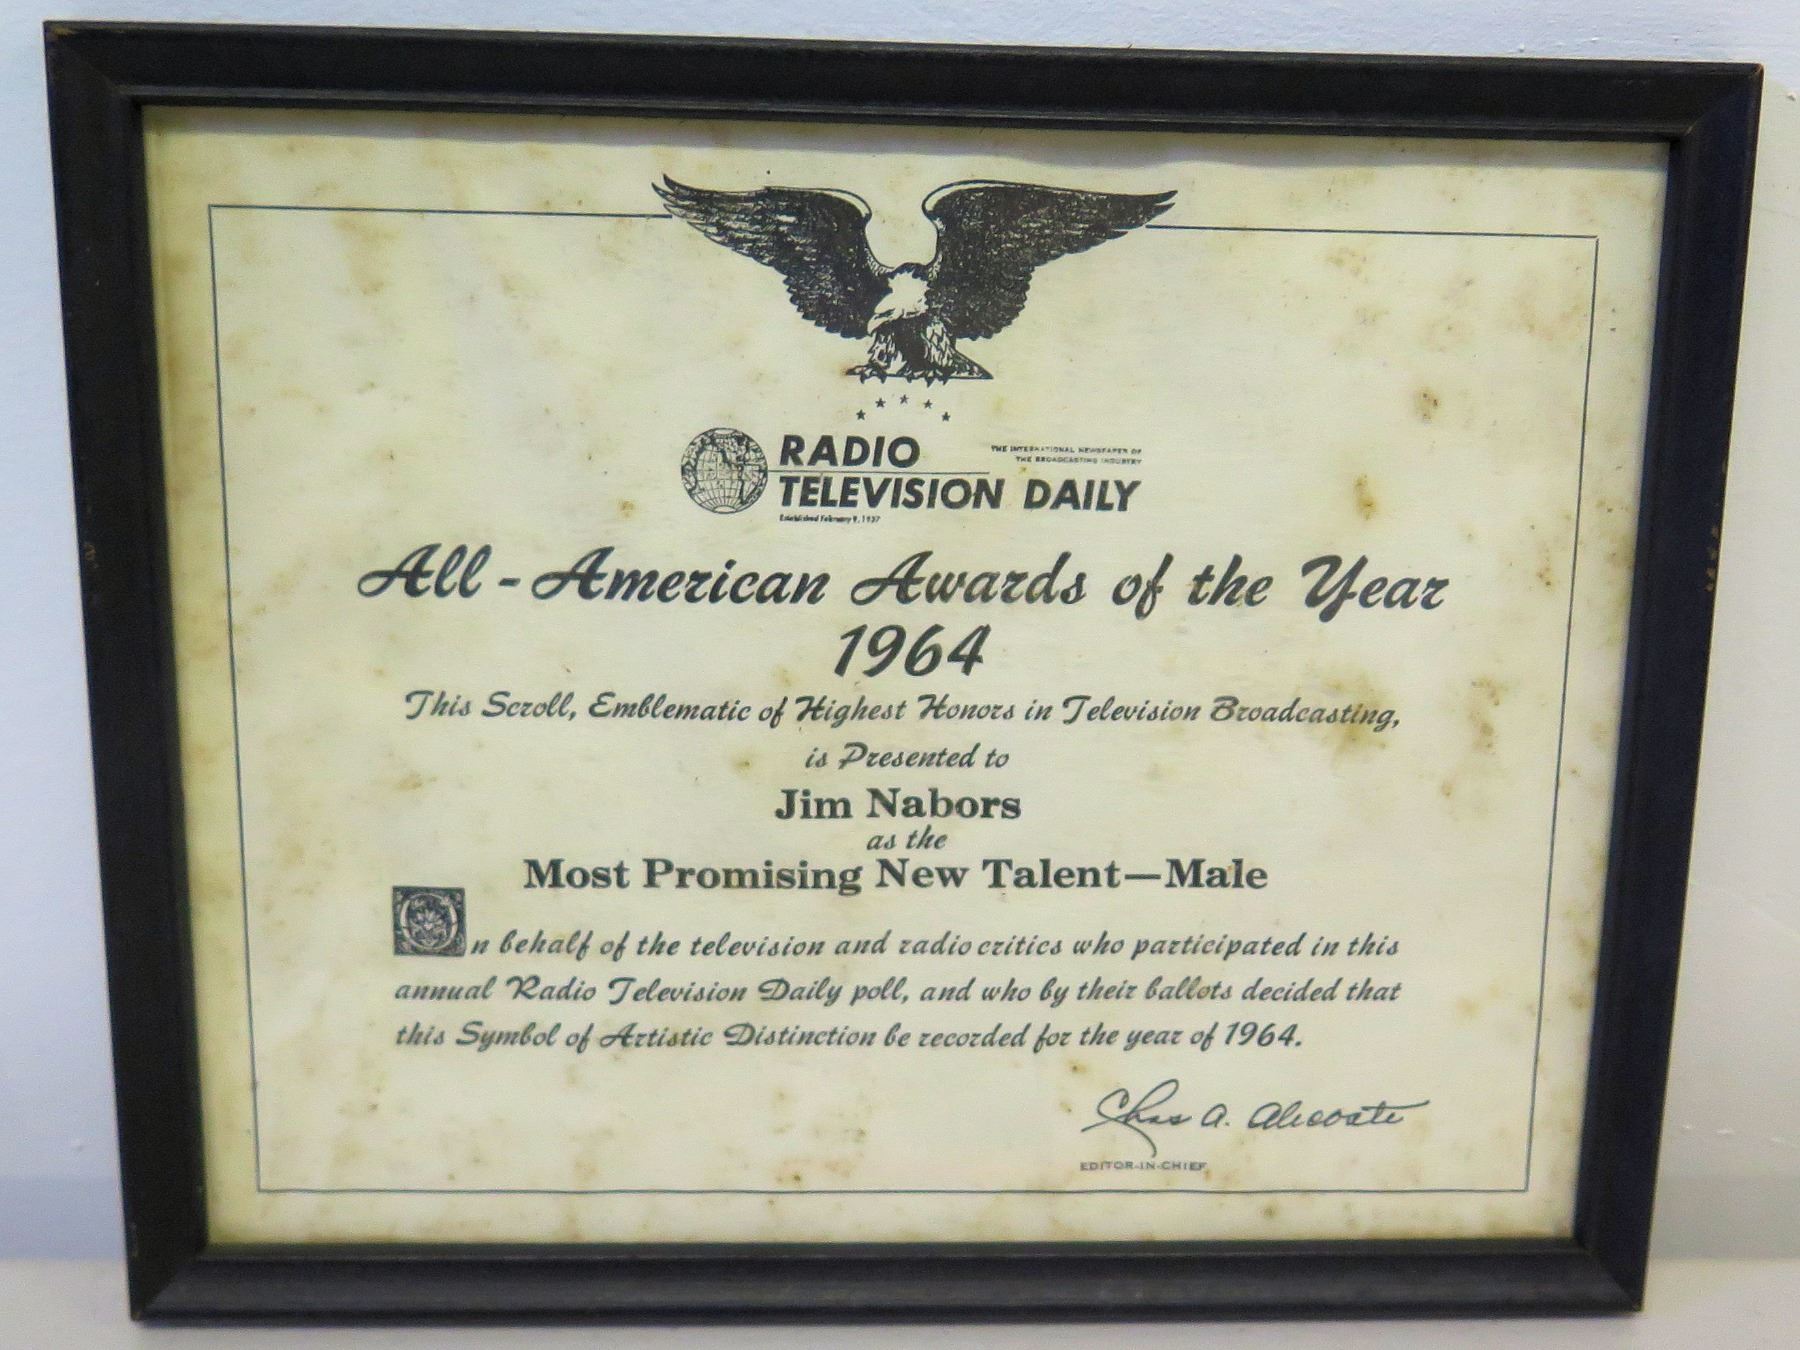 RADIO
THE INTERNATIONAL NEWSPAPER OF
THE BROADCASTING INDUSTRY
TELEVISION DAILY
Established February 9, 1937
All-American Awards of the Year
1964
This Scroll, Emblematic of Highest Honors in Television Broadcasting,
is Presented to
Jim Nabors
as the
Most Promising New Talent—Male
On behalf of the television and radio critics who participated in this
annual Radio Television Daily poll, and who by their ballots decided that
this Symbol of Artistic Distinction be recorded for the year of 1964.
Chas A. Alicoate
EDITOR-IN-CHIEF